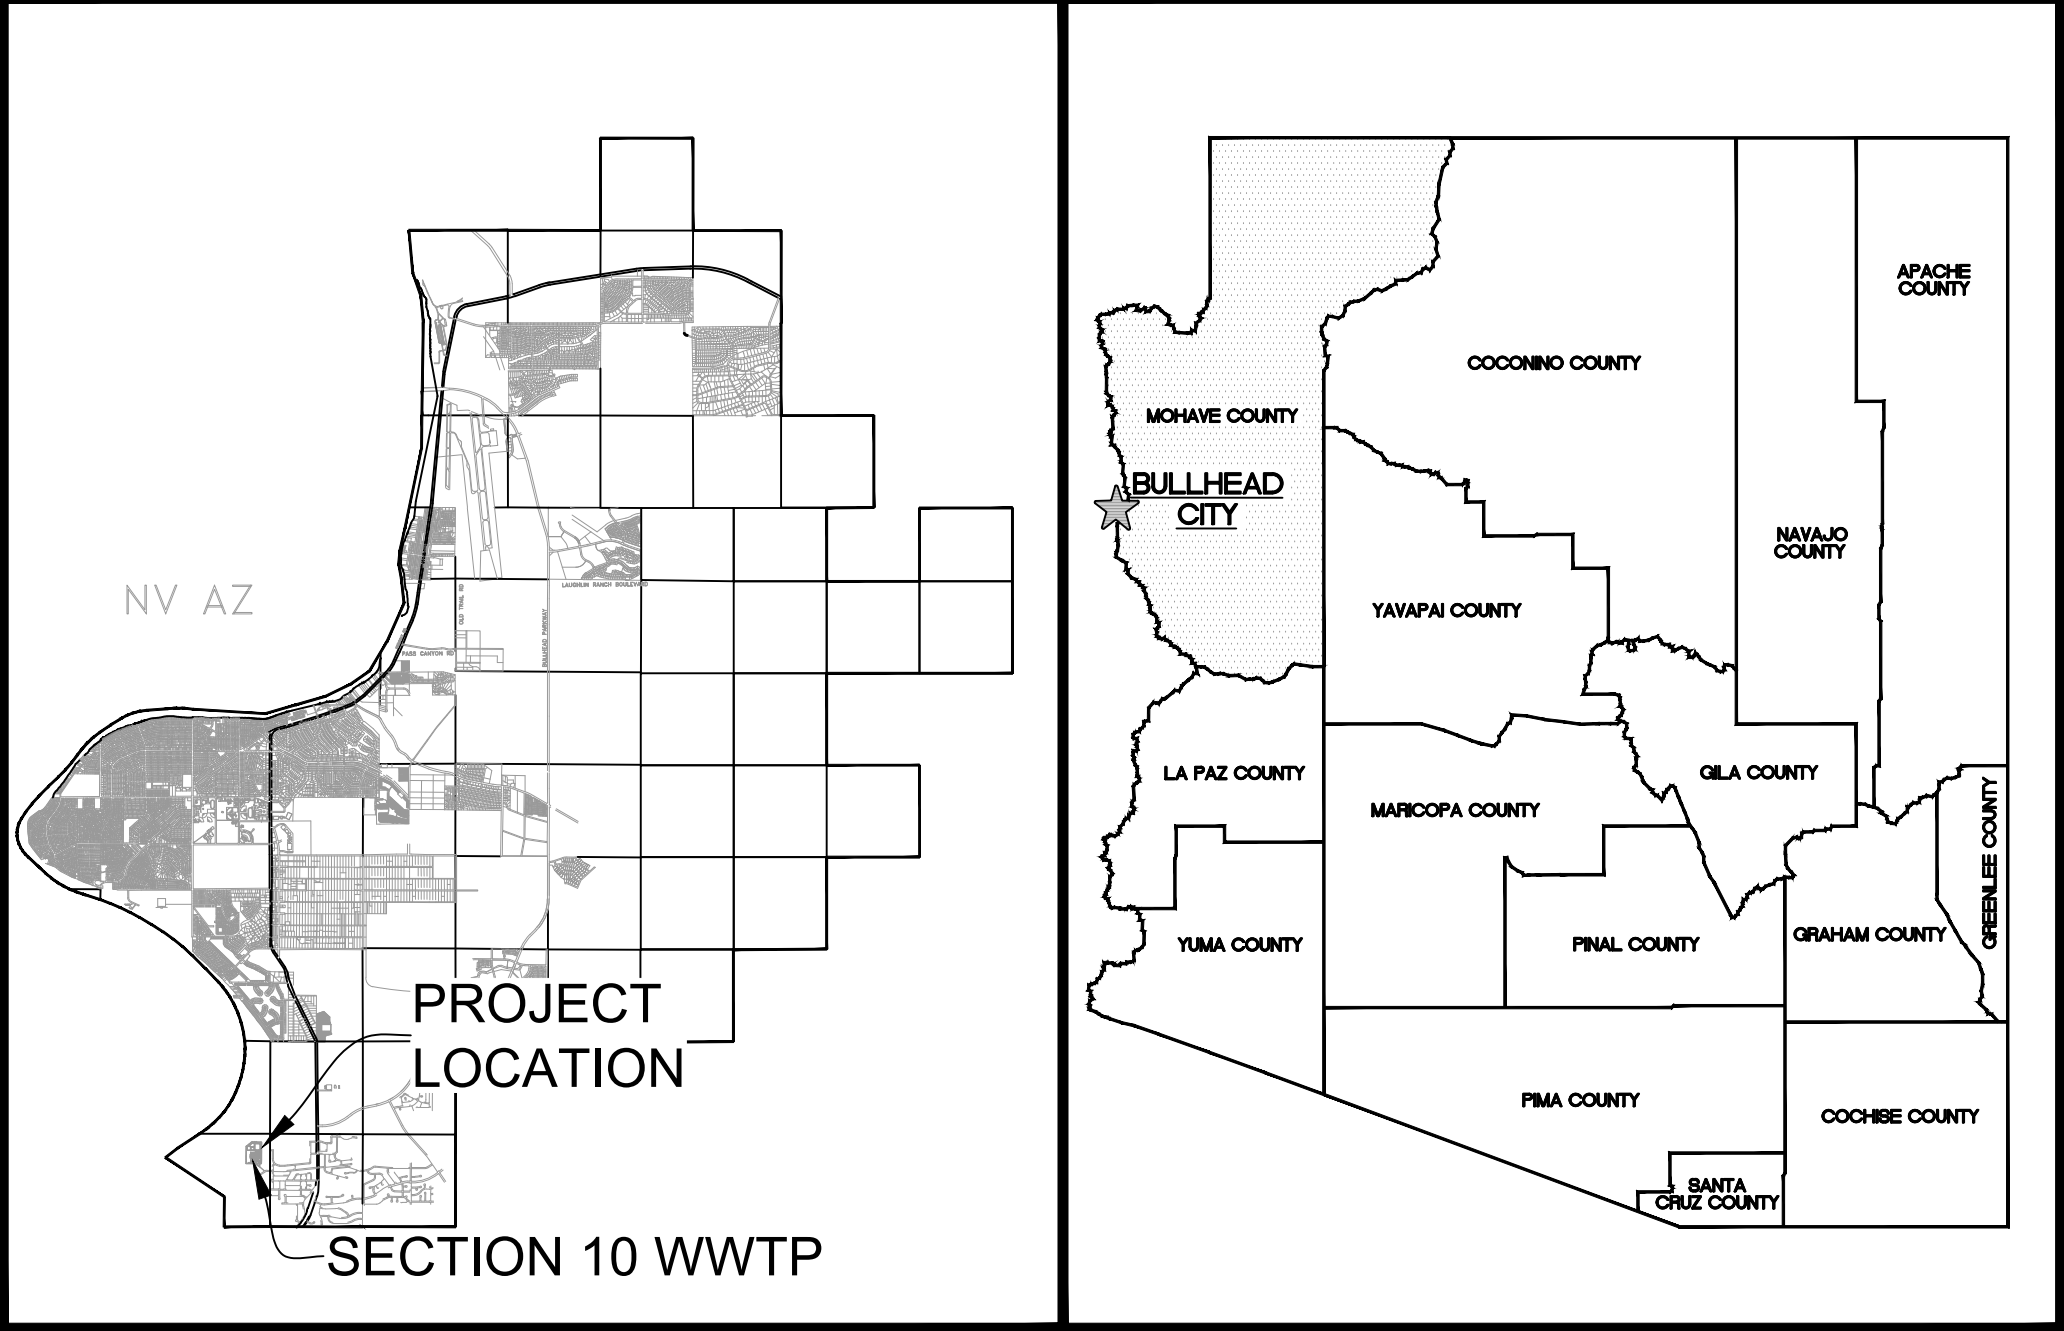 NV AZ
LAUGHLIN RANCH BOULEVARD
OLD TRAIL RD
BULLHEAD PARKWAY
PASS CANYON RD
PROJECT
LOCATION
SECTION 10 WWTP
APACHE
COUNTY
COCONINO COUNTY
MOHAVE COUNTY
BULLHEAD
CITY
NAVAJO
COUNTY
YAVAPAI COUNTY
LA PAZ COUNTY
GILA COUNTY
MARICOPA COUNTY
GREENLEE COUNTY
YUMA COUNTY
PINAL COUNTY
GRAHAM COUNTY
PIMA COUNTY
COCHISE COUNTY
SANTA
CRUZ COUNTY